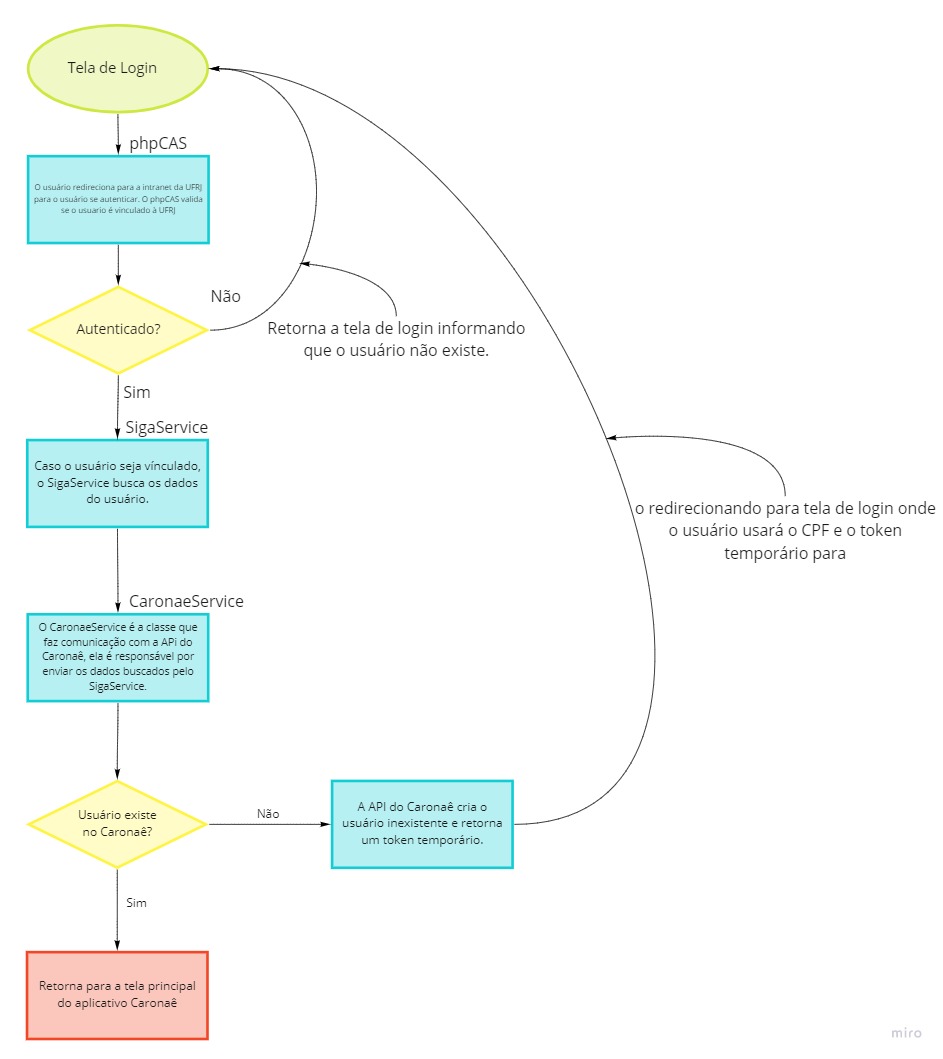 Tela de Login
phpCAS
O usuário redireciona para a intranet da UFRJ
para o usuário se autenticar. O phpCAS valida
se o usuario é vinculado à UFRJ
Não
Autenticado?
Retorna a tela de login informando
que o usuário não existe.
Sim
SigaService
Caso o usuário seja vínculado,
o SigaService busca os dados
do usuário.
o redirecionando para tela de login onde
o usuário usará o CPF e o token
temporário para
CaronaeService
O CaronaeService é a classe que
faz comunicação com a APi do
Caronaê, ela é responsável por
enviar os dados buscados pelo
SigaService.
Usuário existe
no Caronaê?
Não
A API do Caronaê cria o
usuário inexistente e retorna
um token temporário.
Sim
Retorna para a tela principal
do aplicativo Caronaê
miro